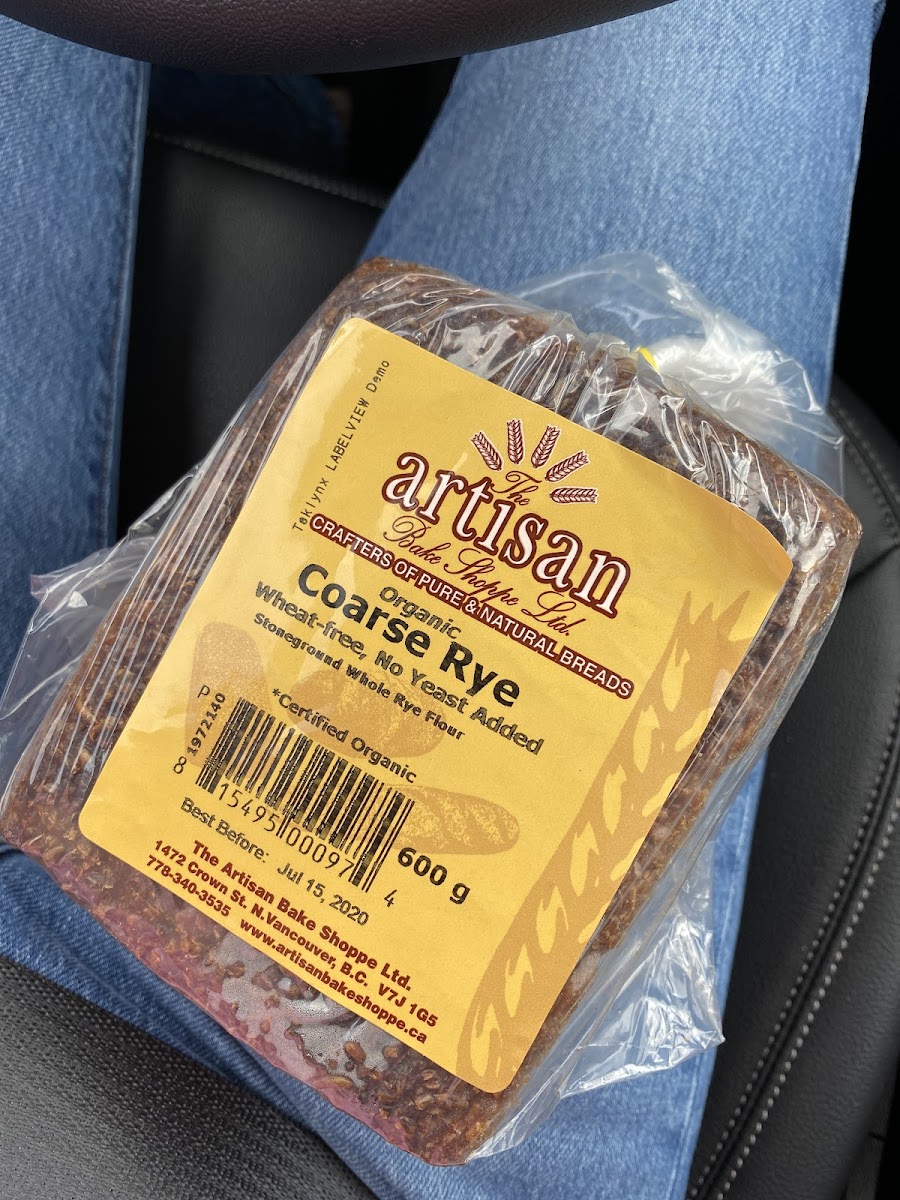 Teklynx LABELVIEW Demo
The
artisan
Bake Shoppe Ltd.
CRAFTERS OF PURE & NATURAL BREADS
Organic
Coarse Rye
Wheat-free, No Yeast Added
Stoneground Whole Rye Flour
*Certified Organic
P
1972140
8 15495 00097 4
600 g
Best Before: Jul 15, 2020
The Artisan Bake Shoppe Ltd.
1472 Crown St. N.Vancouver, B.C. V7J 1G5
778-340-3535 www.artisanbakeshoppe.ca